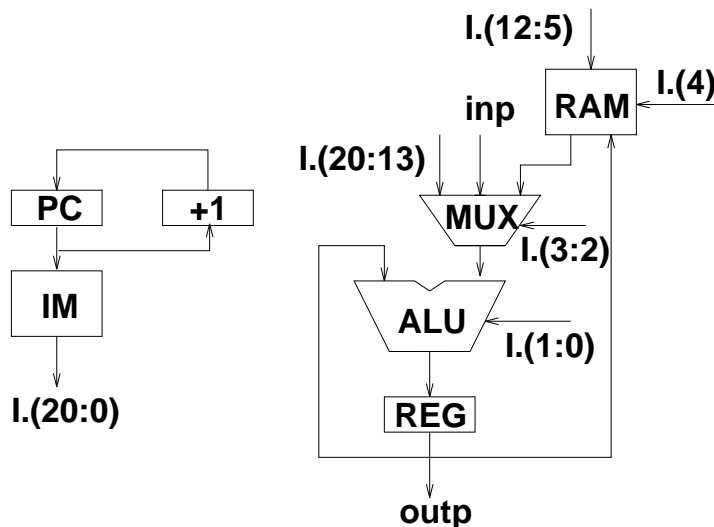 I.(12:5)
RAM
I.(4)
inp
I.(20:13)
PC
+1
MUX
I.(3:2)
IM
ALU
I.(1:0)
I.(20:0)
REG
outp